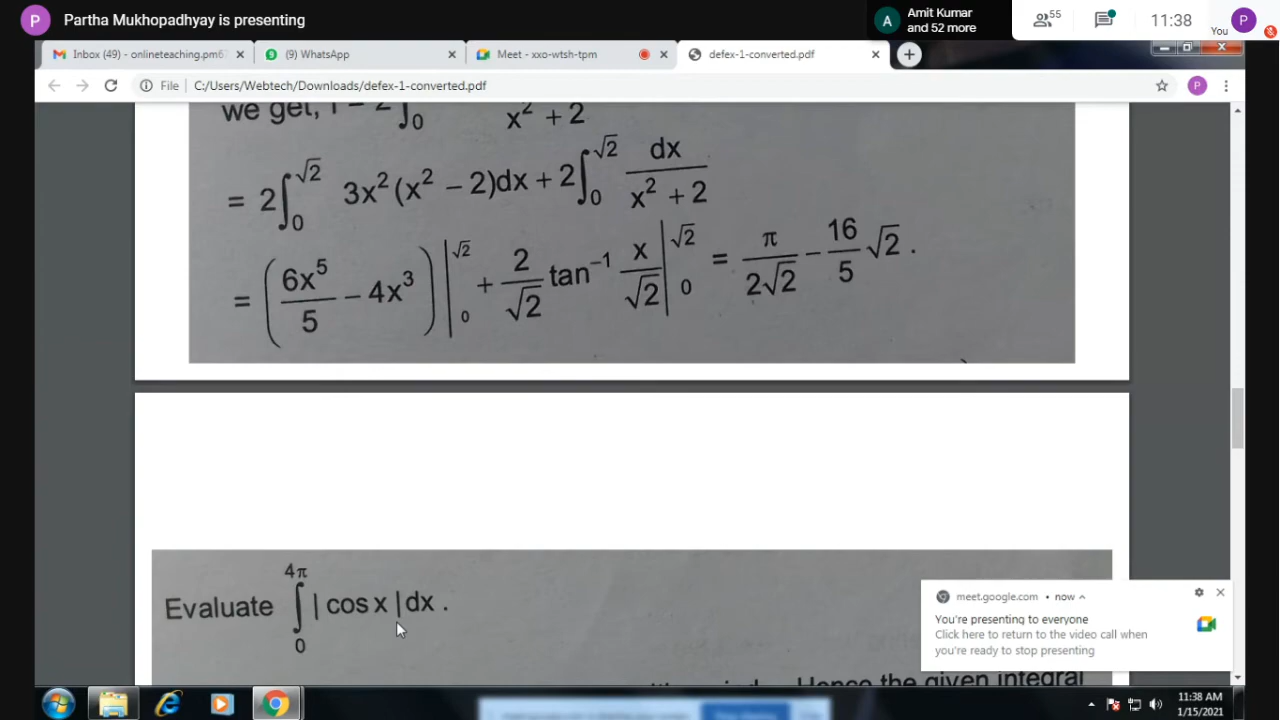 P Partha Mukhopadhyay is presenting
A Amit Kumar
and 52 more
55
11:38
P
You
Inbox (49) - onlineteaching.pm6
(9) WhatsApp
Meet - xxo-wtsh-tpm
defex-1-converted.pdf
File C:/Users/Webtech/Downloads/defex-1-converted.pdf
P
we get, I = 2∫₀ x² + 2
= 2∫₀^√2 3x²(x² − 2)dx + 2∫₀^√2 dx/(x² + 2)
= (6x⁵/5 − 4x³)|₀^√2 + 2/√2 tan⁻¹ x/√2 |₀^√2 = π/(2√2) − 16/5 √2 .
Evaluate ∫₀^4π | cos x | dx .
meet.google.com • now
You're presenting to everyone
Click here to return to the video call when
you're ready to stop presenting
Hence the given integral
11:38 AM
1/15/2021